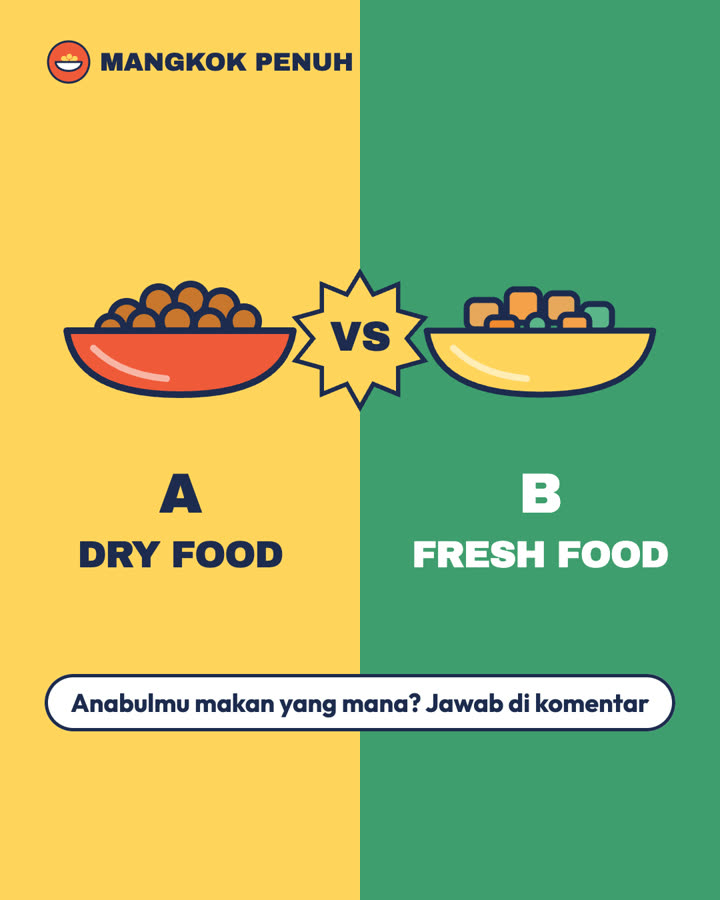 MANGKOK PENUH
VS
A
DRY FOOD
B
FRESH FOOD
Anabulmu makan yang mana? Jawab di komentar